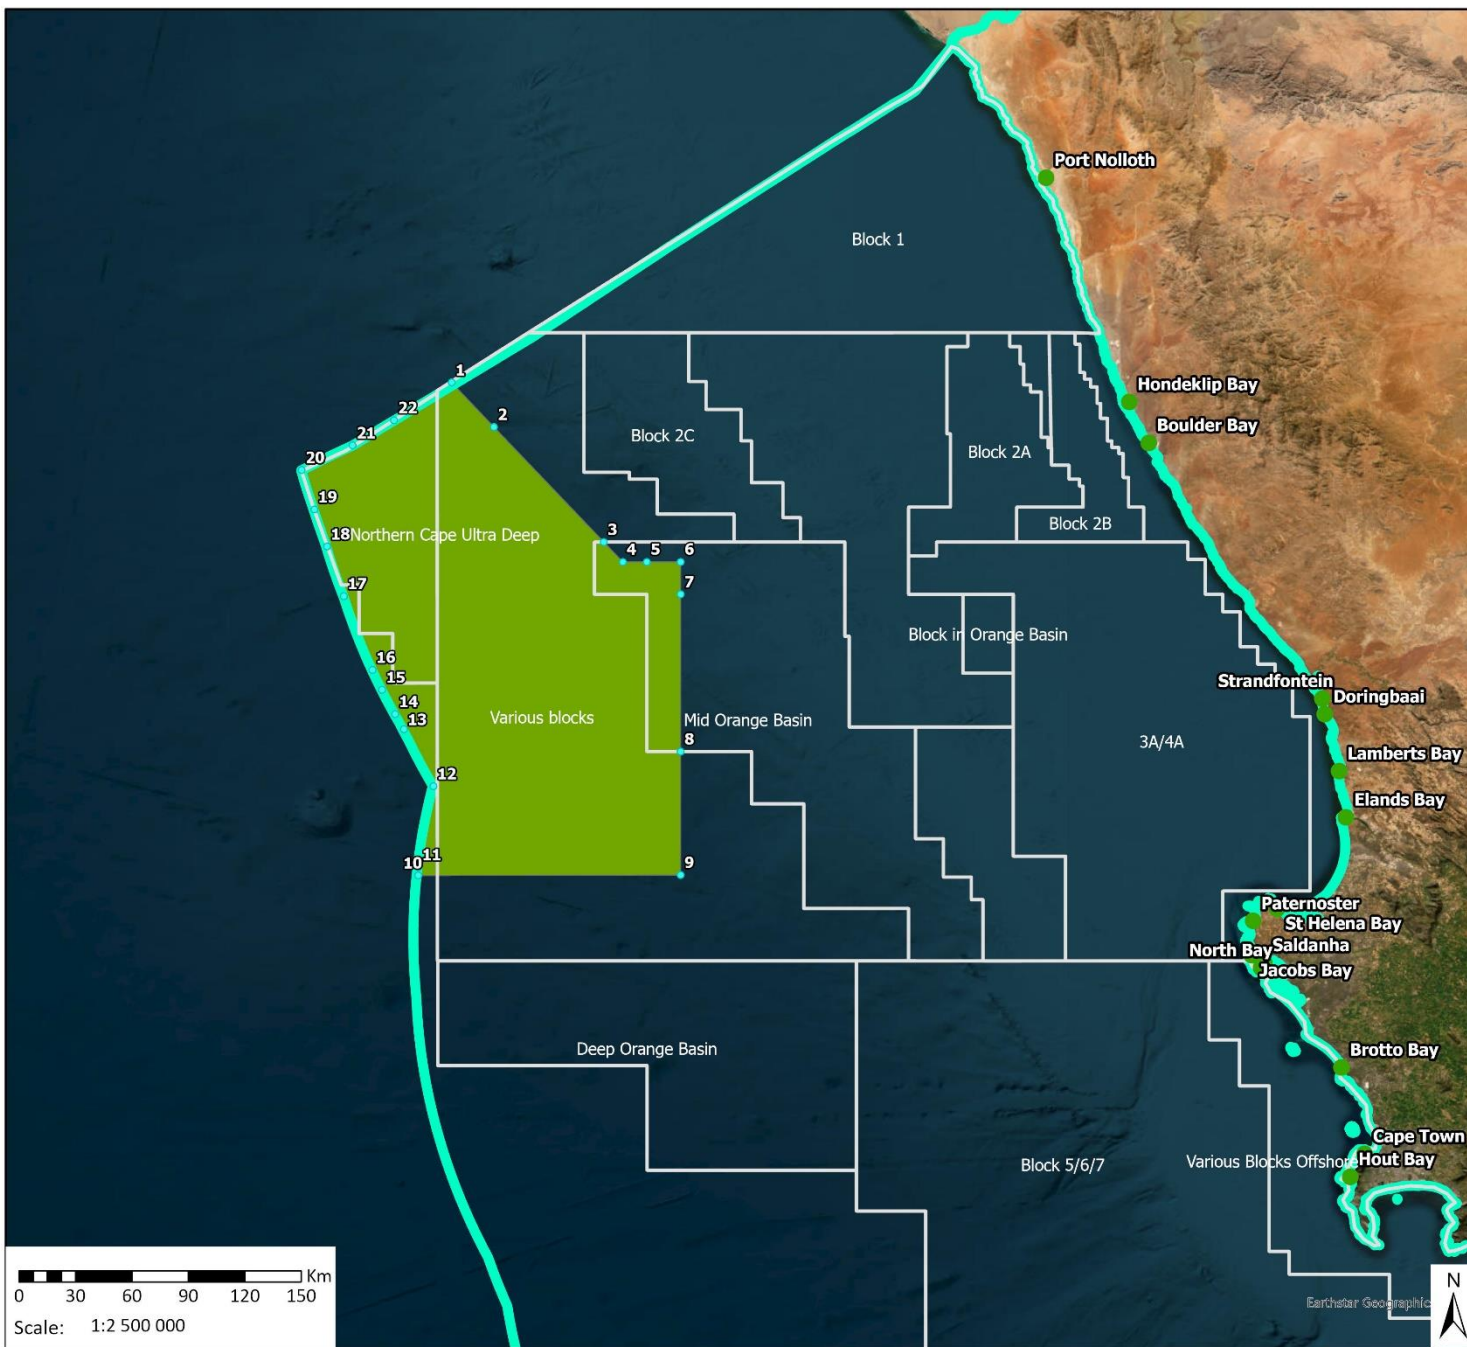 Port Nolloth
Block 1
1
Hondeklip Bay
22
2
Boulder Bay
21
Block 2C
Block 2A
20
19
Block 2B
18
Northern Cape Ultra Deep
3
4
5
6
7
17
Block in Orange Basin
16
Strandfontein
15
Doringbaai
14
Various blocks
Mid Orange Basin
13
8
3A/4A
Lamberts Bay
12
Elands Bay
11
10
9
Paternoster
St Helena Bay
North Bay
Saldanha
Jacobs Bay
Deep Orange Basin
Brotto Bay
Cape Town
Block 5/6/7
Various Blocks Offshore
Hout Bay
Km
0 30 60 90 120 150
Scale: 1:2 500 000
N
Earthstar Geographic